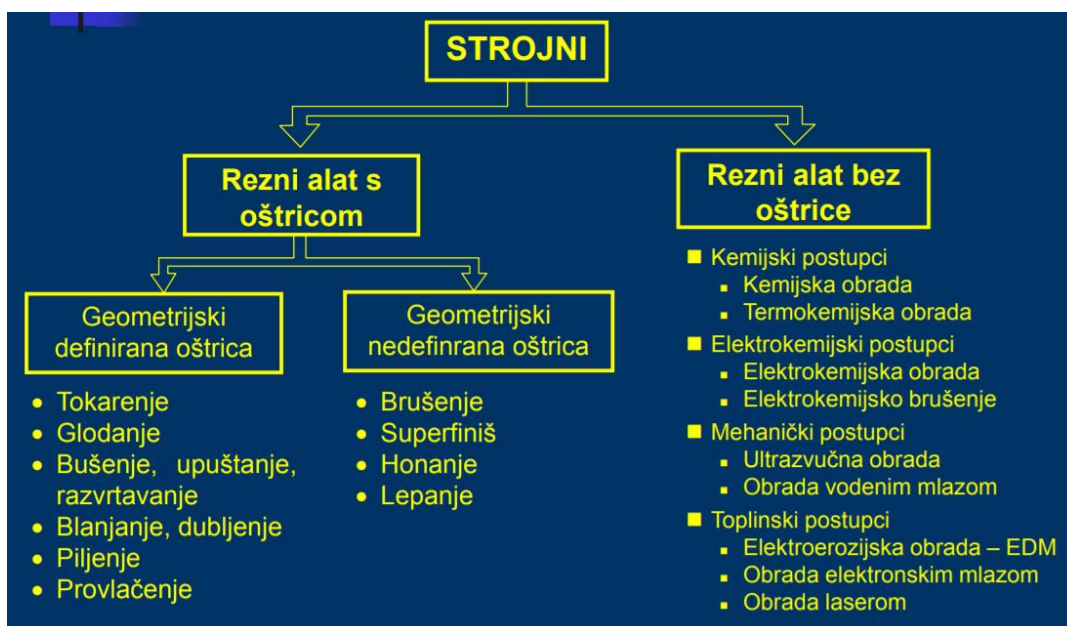 STROJNI
Rezni alat s
oštricom
Geometrijski
definirana oštrica
• Tokarenje
• Glodanje
• Bušenje, upuštanje,
razvrtavanje
• Blanjanje, dubljenje
• Piljenje
• Provlačenje
Geometrijski
nedefinrana oštrica
• Brušenje
• Superfiniš
• Honanje
• Lepanje
Rezni alat bez
oštrice
■ Kemijski postupci
▪ Kemijska obrada
▪ Termokemijska obrada
■ Elektrokemijski postupci
▪ Elektrokemijska obrada
▪ Elektrokemijsko brušenje
■ Mehanički postupci
▪ Ultrazvučna obrada
▪ Obrada vodenim mlazom
■ Toplinski postupci
▪ Elektroerozijska obrada – EDM
▪ Obrada elektronskim mlazom
▪ Obrada laserom